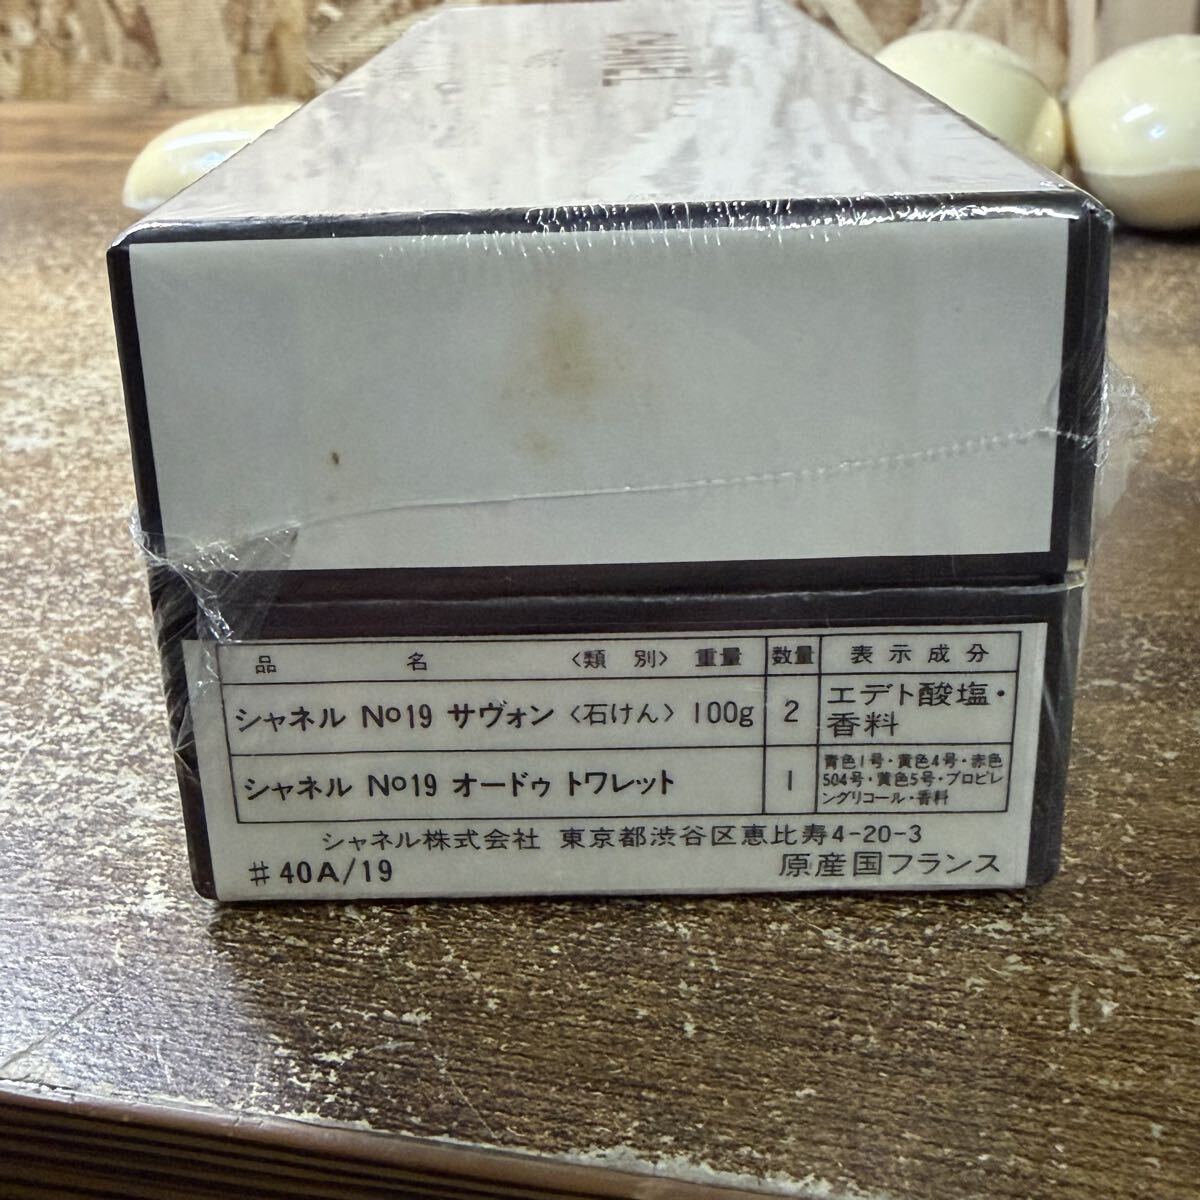 CHANEL
品名 〈類別〉 重量 数量 表示成分
シャネル No19 サヴォン 〈石けん〉 100g 2 エデト酸塩・
香料
シャネル No19 オードゥ トワレット 1 青色1号・黄色4号・赤色
504号・黄色5号・プロピレ
ングリコール・香料
シャネル株式会社 東京都渋谷区恵比寿4-20-3
#40A/19 原産国フランス